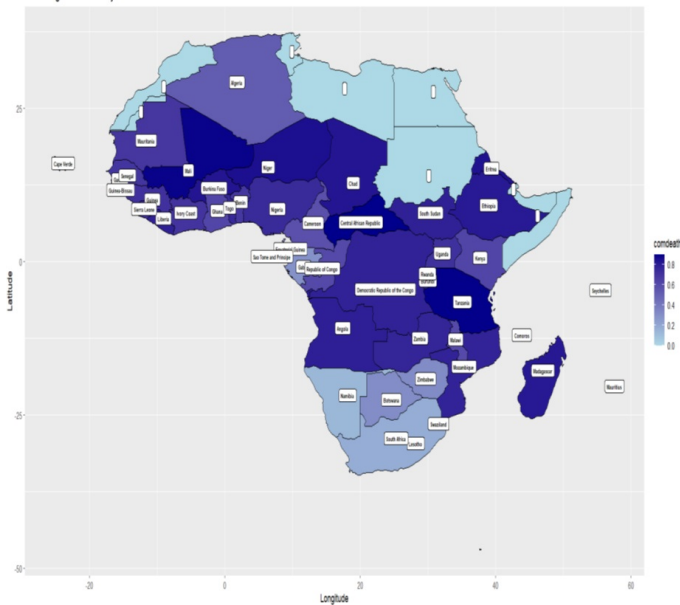 Latitude
25
0
-25
-50
-20
0
20
40
60
Longitude
comdeath
0.8
0.6
0.4
0.2
0.0
Algeria
Mauritania
Cape Verde
Mali
Niger
Chad
Eritrea
Senegal
Guinea-Bissau
Burkina Faso
Guinea
Benin
Sierra Leone
Ivory Coast
Ghana
Togo
Nigeria
Liberia
Cameroon
Central African Republic
South Sudan
Ethiopia
Equatorial Guinea
Sao Tome and Principe
Republic of Congo
Uganda
Kenya
Rwanda
Burundi
Democratic Republic of the Congo
Tanzania
Seychelles
Angola
Zambia
Malawi
Comoros
Mozambique
Madagascar
Zimbabwe
Mauritius
Namibia
Botswana
Swaziland
South Africa
Lesotho